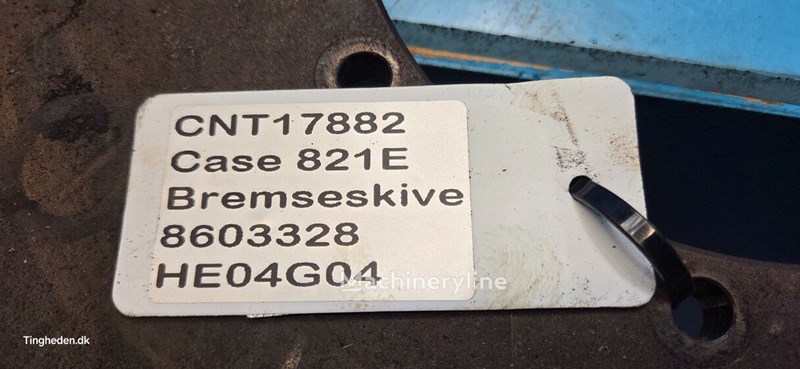 CNT17882
Case 821E
Bremseskive
8603328
HE04G04
Machineryline
Tingheden.dk